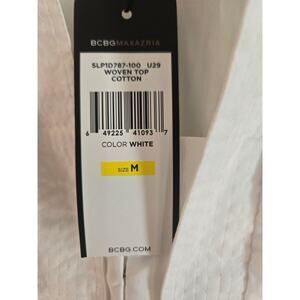 BCBGMAXAZRIA
SLP1D787-100 U29
WOVEN TOP
COTTON
6 49225 41093 7
COLOR WHITE
SIZE M
BCBG.COM